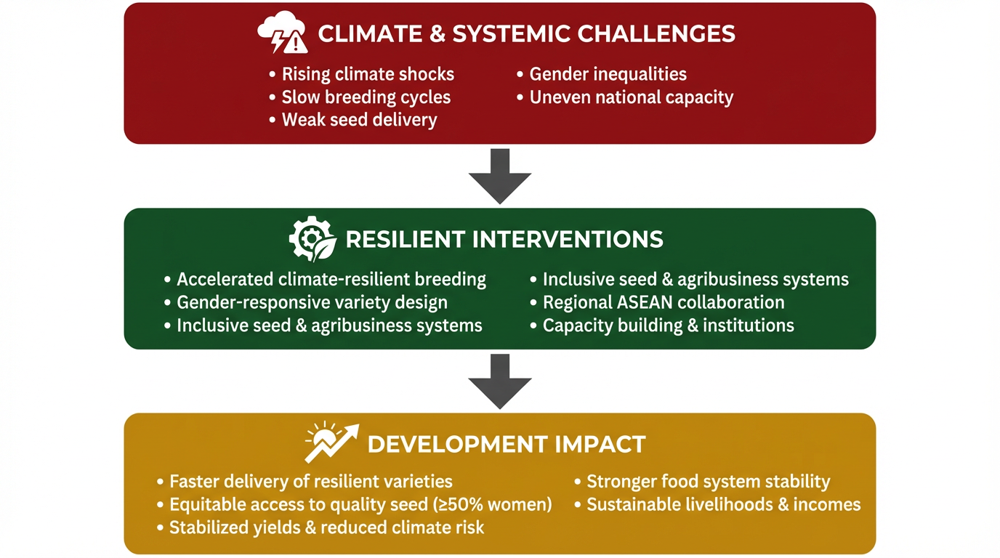 CLIMATE & SYSTEMIC CHALLENGES
• Rising climate shocks
• Slow breeding cycles
• Weak seed delivery
• Gender inequalities
• Uneven national capacity
RESILIENT INTERVENTIONS
• Accelerated climate-resilient breeding
• Gender-responsive variety design
• Inclusive seed & agribusiness systems
• Inclusive seed & agribusiness systems
• Regional ASEAN collaboration
• Capacity building & institutions
DEVELOPMENT IMPACT
• Faster delivery of resilient varieties
• Equitable access to quality seed (≥50% women)
• Stabilized yields & reduced climate risk
• Stronger food system stability
• Sustainable livelihoods & incomes